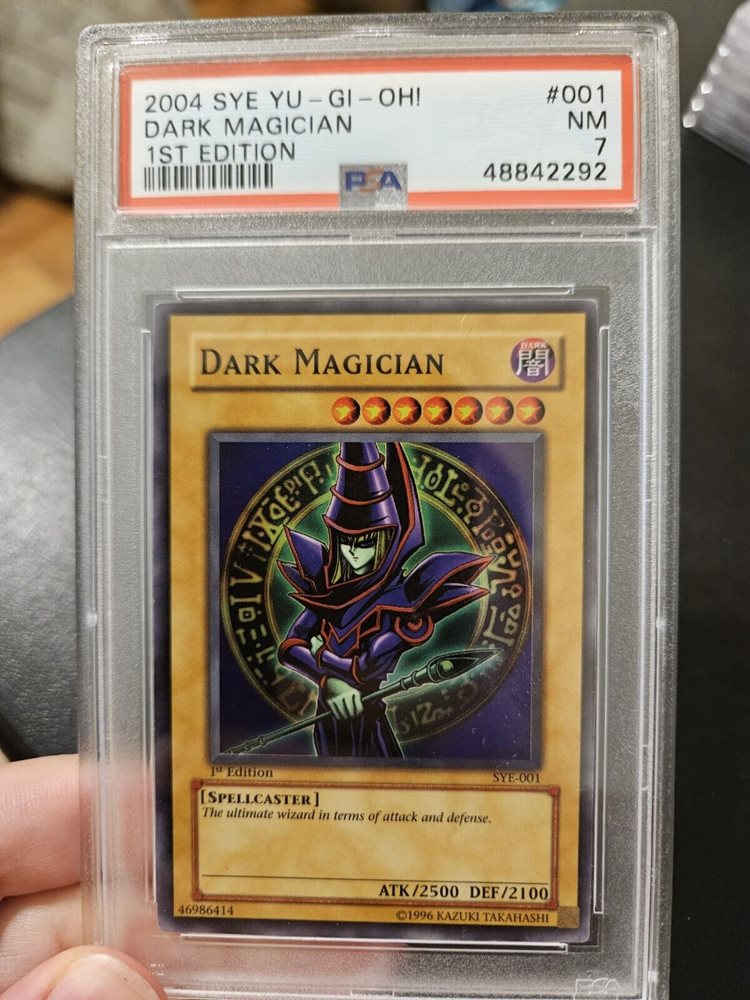 2004 SYE YU-GI-OH! #001
DARK MAGICIAN NM
1ST EDITION 7
PSA 48842292
DARK MAGICIAN
DARK
闇
1st Edition SYE-001
[SPELLCASTER]
The ultimate wizard in terms of attack and defense.
ATK/2500 DEF/2100
46986414 ©1996 KAZUKI TAKAHASHI
PSA